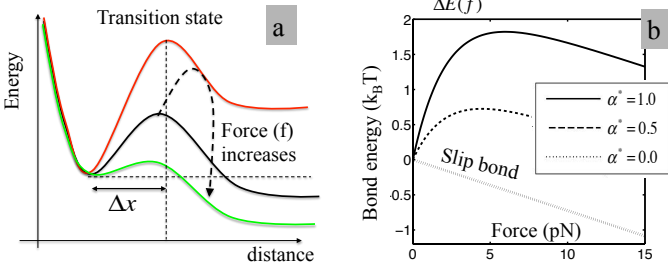 Transition state
a
Energy
Force (f)
increases
Δx
distance
ΔE(f)
b
Bond energy (k_BT)
2
1.5
1
0.5
0
-0.5
-1
α*=1.0
α*=0.5
α*=0.0
Slip bond
Force (pN)
0
5
10
15